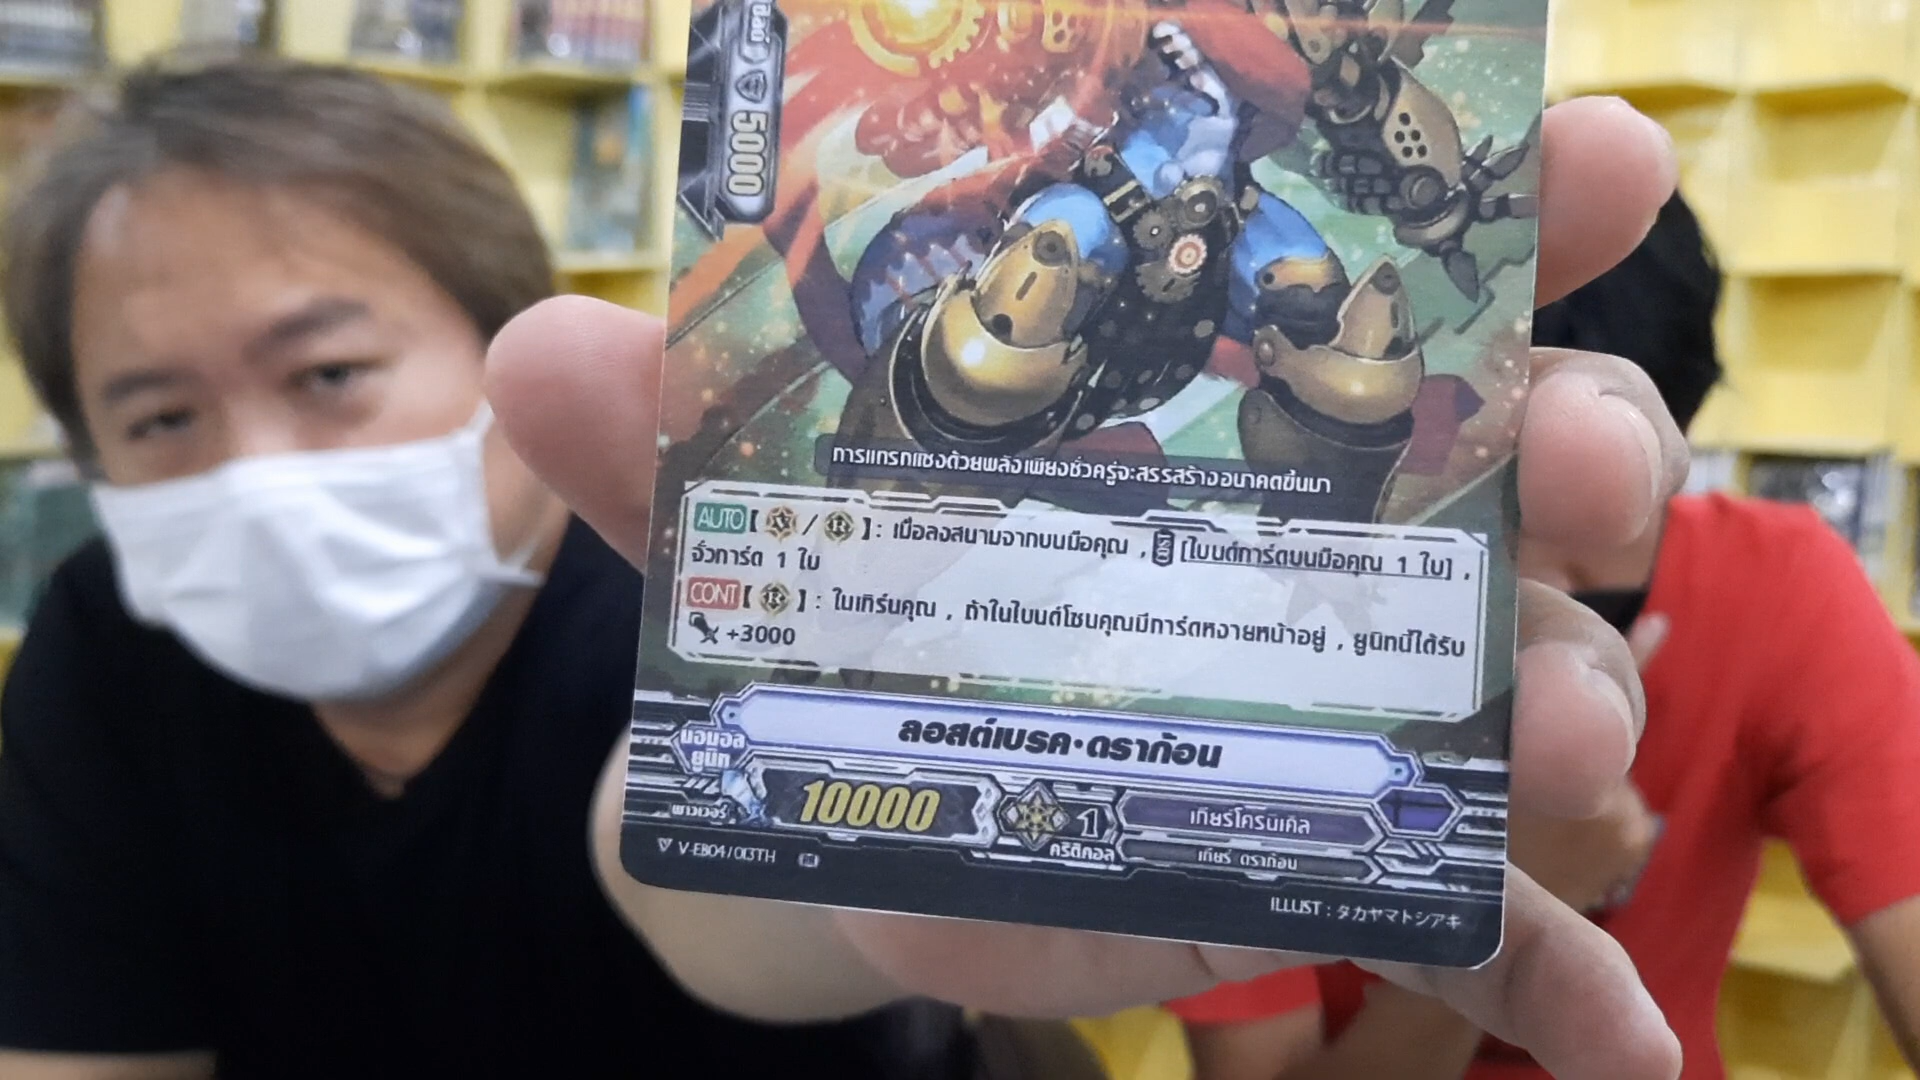 5000
การแทรกแซงด้วยพลังเพียงชั่วครู่จะสรรสร้างอนาคตขึ้นมา
AUTO【V/R】: เมื่อลงสนามจากบนมือคุณ , COST [ไบนด์การ์ดบนมือคุณ 1 ใบ] ,
จั่วการ์ด 1 ใบ
CONT【R】: ในเทิร์นคุณ , ถ้าในไบนด์โซนคุณมีการ์ดหงายหน้าอยู่ , ยูนิทนี้ได้รับ
+3000
ลอสต์เบรค・ดราก้อน
นอมอล
ยูนิท
พาวเวอร์
10000
1
คริติคอล
เกียร์โครนิเคิล
เกียร์ ดราก้อน
V-EB04/013TH
ILLUST : タカヤマトシアキ